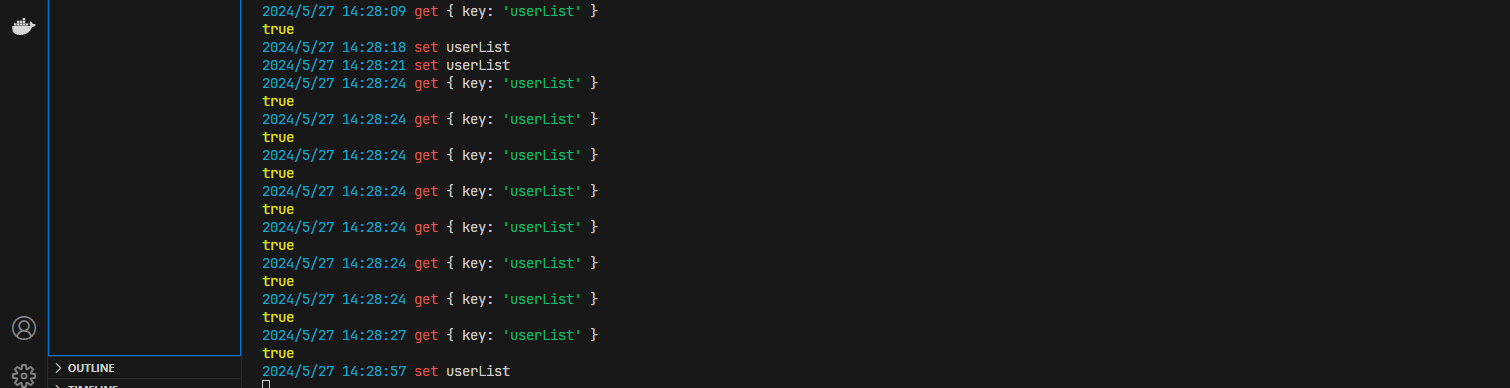 2024/5/27 14:28:09 get { key: 'userList' }
true
2024/5/27 14:28:18 set userList
2024/5/27 14:28:21 set userList
2024/5/27 14:28:24 get { key: 'userList' }
true
2024/5/27 14:28:24 get { key: 'userList' }
true
2024/5/27 14:28:24 get { key: 'userList' }
true
2024/5/27 14:28:24 get { key: 'userList' }
true
2024/5/27 14:28:24 get { key: 'userList' }
true
2024/5/27 14:28:24 get { key: 'userList' }
true
2024/5/27 14:28:24 get { key: 'userList' }
true
2024/5/27 14:28:27 get { key: 'userList' }
true
2024/5/27 14:28:57 set userList
OUTLINE
TIMELINE